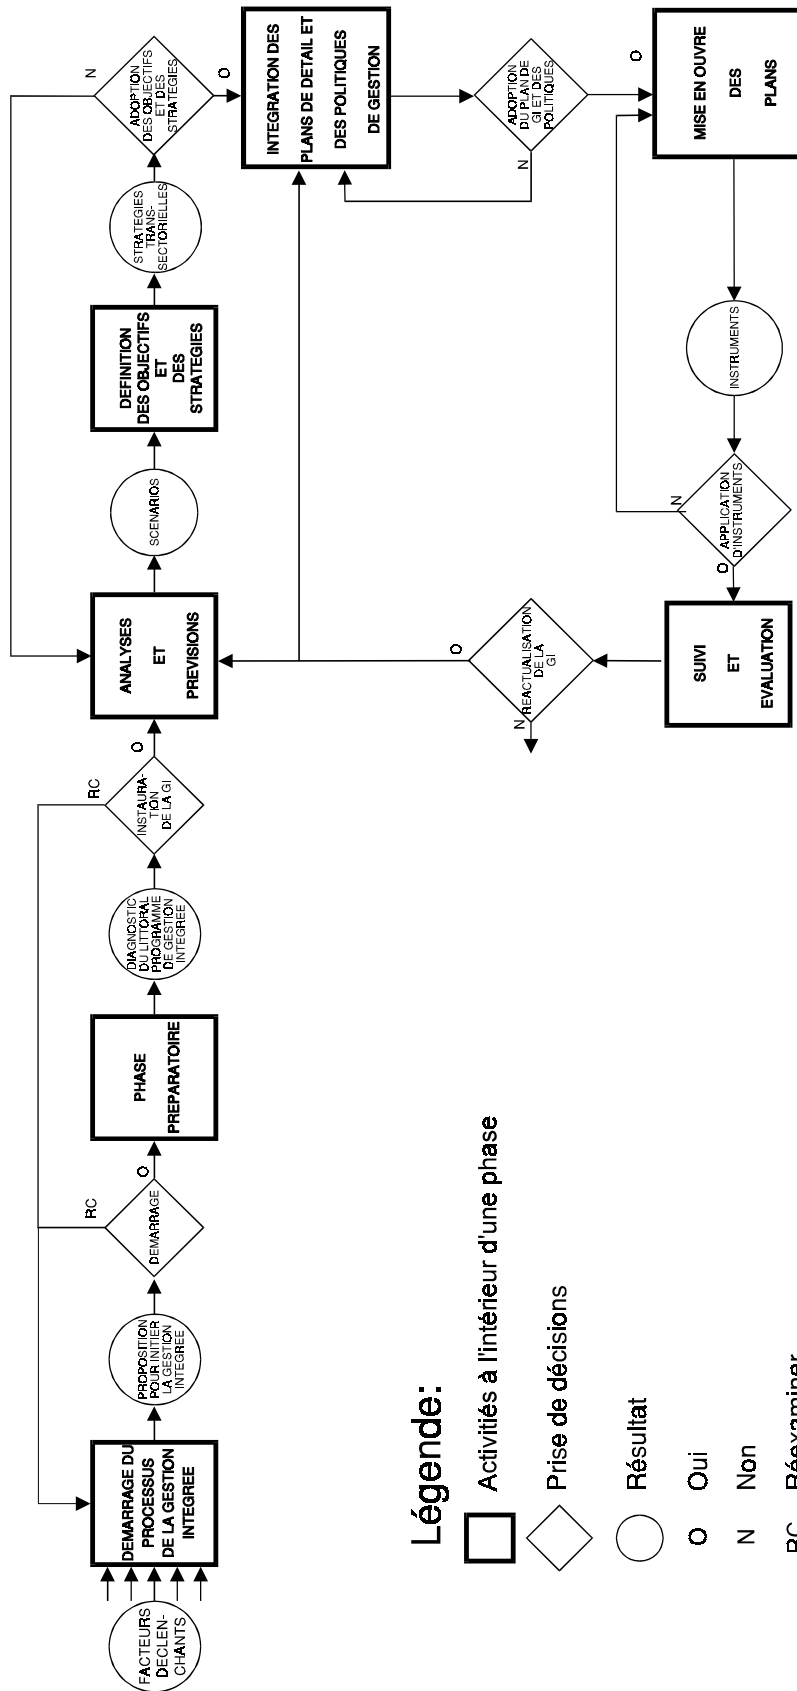 FACTEURS
DECLEN-
CHANTS
DEMARRAGE DU
PROCESSUS
DE LA GESTION
INTEGREE
PROPOSITION
POUR INITIER
LA GESTION
INTEGREE
DEMARRAGE
RC
O
PHASE
PREPARATOIRE
DIAGNOSTIC
DU LITTORAL
PROGRAMME
DE GESTION
INTEGREE
INSTAURA-
TION
DE LA GI
RC
O
ANALYSES
ET
PREVISIONS
SCENARIOS
DEFINITION
DES OBJECTIFS
ET
DES
STRATEGIES
STRATEGIES
TRANS-
SECTORIELLES
ADOPTION
DES OBJECTIFS
ET DES
STRATEGIES
N
O
INTEGRATION DES
PLANS DE DETAIL ET
DES POLITIQUES
DE GESTION
ADOPTION
DU PLAN DE
GI ET DES
POLITIQUES
N
O
MISE EN OUVRE
DES
PLANS
INSTRUMENTS
APPLICATION
D'INSTRUMENTS
N
O
SUIVI
ET
EVALUATION
REACTUALISATION
DE LA
GI
N
O
Légende:
Activitiés à l'intérieur d'une phase
Prise de décisions
Résultat
O Oui
N Non
RC Réexaminer